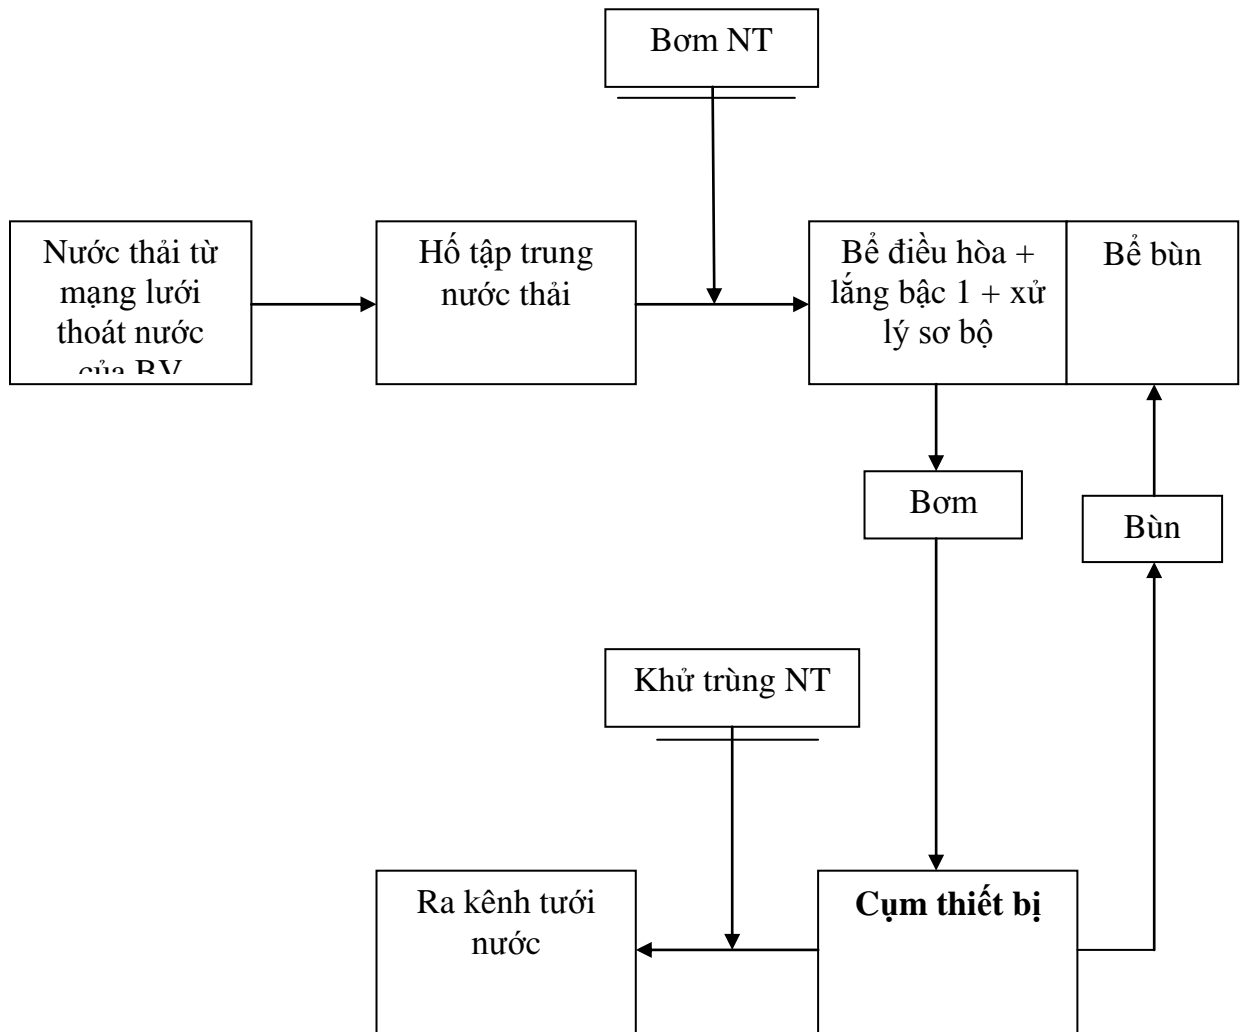 Bơm NT
Nước thải từ
mạng lưới
thoát nước
của BV
Hố tập trung
nước thải
Bể điều hòa +
lắng bậc 1 + xử
lý sơ bộ
Bể bùn
Bơm
Bùn
Khử trùng NT
Ra kênh tưới
nước
Cụm thiết bị